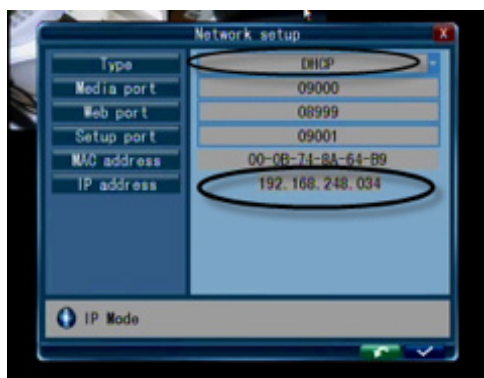 Network setup
X
Type DHCP
Media port 09000
Web port 08999
Setup port 09001
MAC address 00-0B-74-8A-64-B9
IP address 192.168.248.034
IP Mode